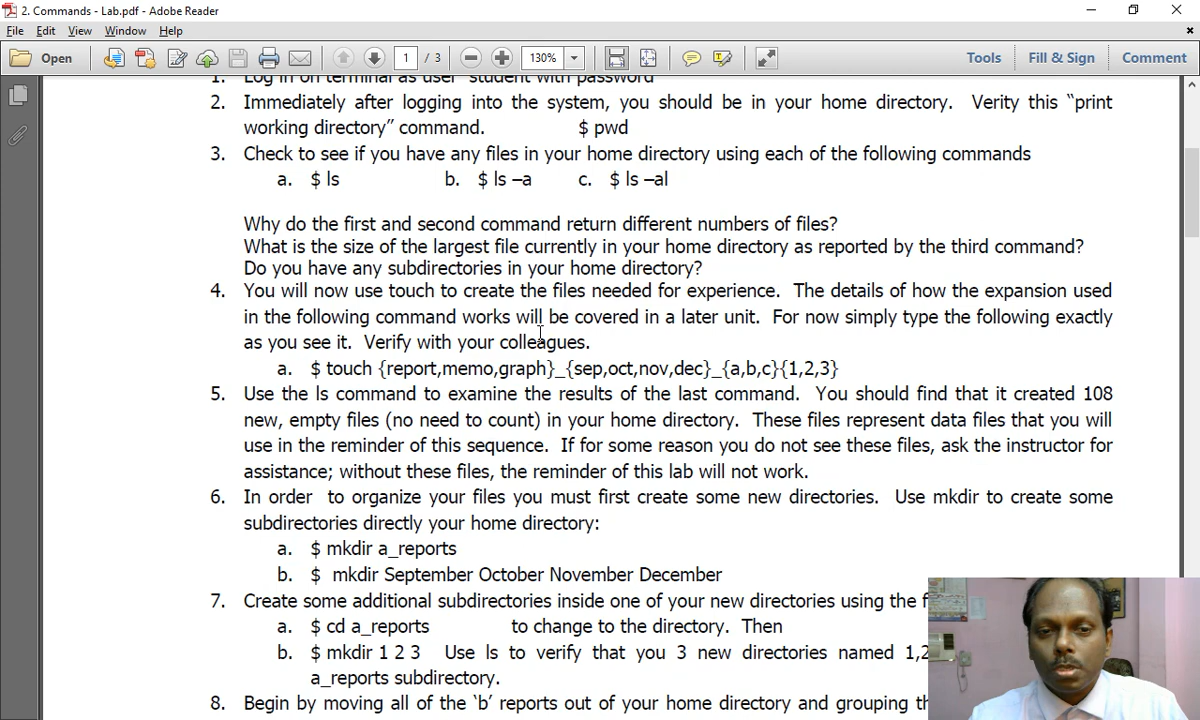 2. Commands - Lab.pdf - Adobe Reader
File Edit View Window Help
Open 1 / 3 130% Tools Fill & Sign Comment
1. Log in on terminal as user "student with password
2. Immediately after logging into the system, you should be in your home directory. Verity this "print
working directory" command. $ pwd
3. Check to see if you have any files in your home directory using each of the following commands
a. $ ls b. $ ls –a c. $ ls –al
Why do the first and second command return different numbers of files?
What is the size of the largest file currently in your home directory as reported by the third command?
Do you have any subdirectories in your home directory?
4. You will now use touch to create the files needed for experience. The details of how the expansion used
in the following command works will be covered in a later unit. For now simply type the following exactly
as you see it. Verify with your colleagues.
a. $ touch {report,memo,graph}_{sep,oct,nov,dec}_{a,b,c}{1,2,3}
5. Use the ls command to examine the results of the last command. You should find that it created 108
new, empty files (no need to count) in your home directory. These files represent data files that you will
use in the reminder of this sequence. If for some reason you do not see these files, ask the instructor for
assistance; without these files, the reminder of this lab will not work.
6. In order to organize your files you must first create some new directories. Use mkdir to create some
subdirectories directly your home directory:
a. $ mkdir a_reports
b. $ mkdir September October November December
7. Create some additional subdirectories inside one of your new directories using the
a. $ cd a_reports to change to the directory. Then
b. $ mkdir 1 2 3 Use ls to verify that you 3 new directories named 1,2
a_reports subdirectory.
8. Begin by moving all of the 'b' reports out of your home directory and grouping